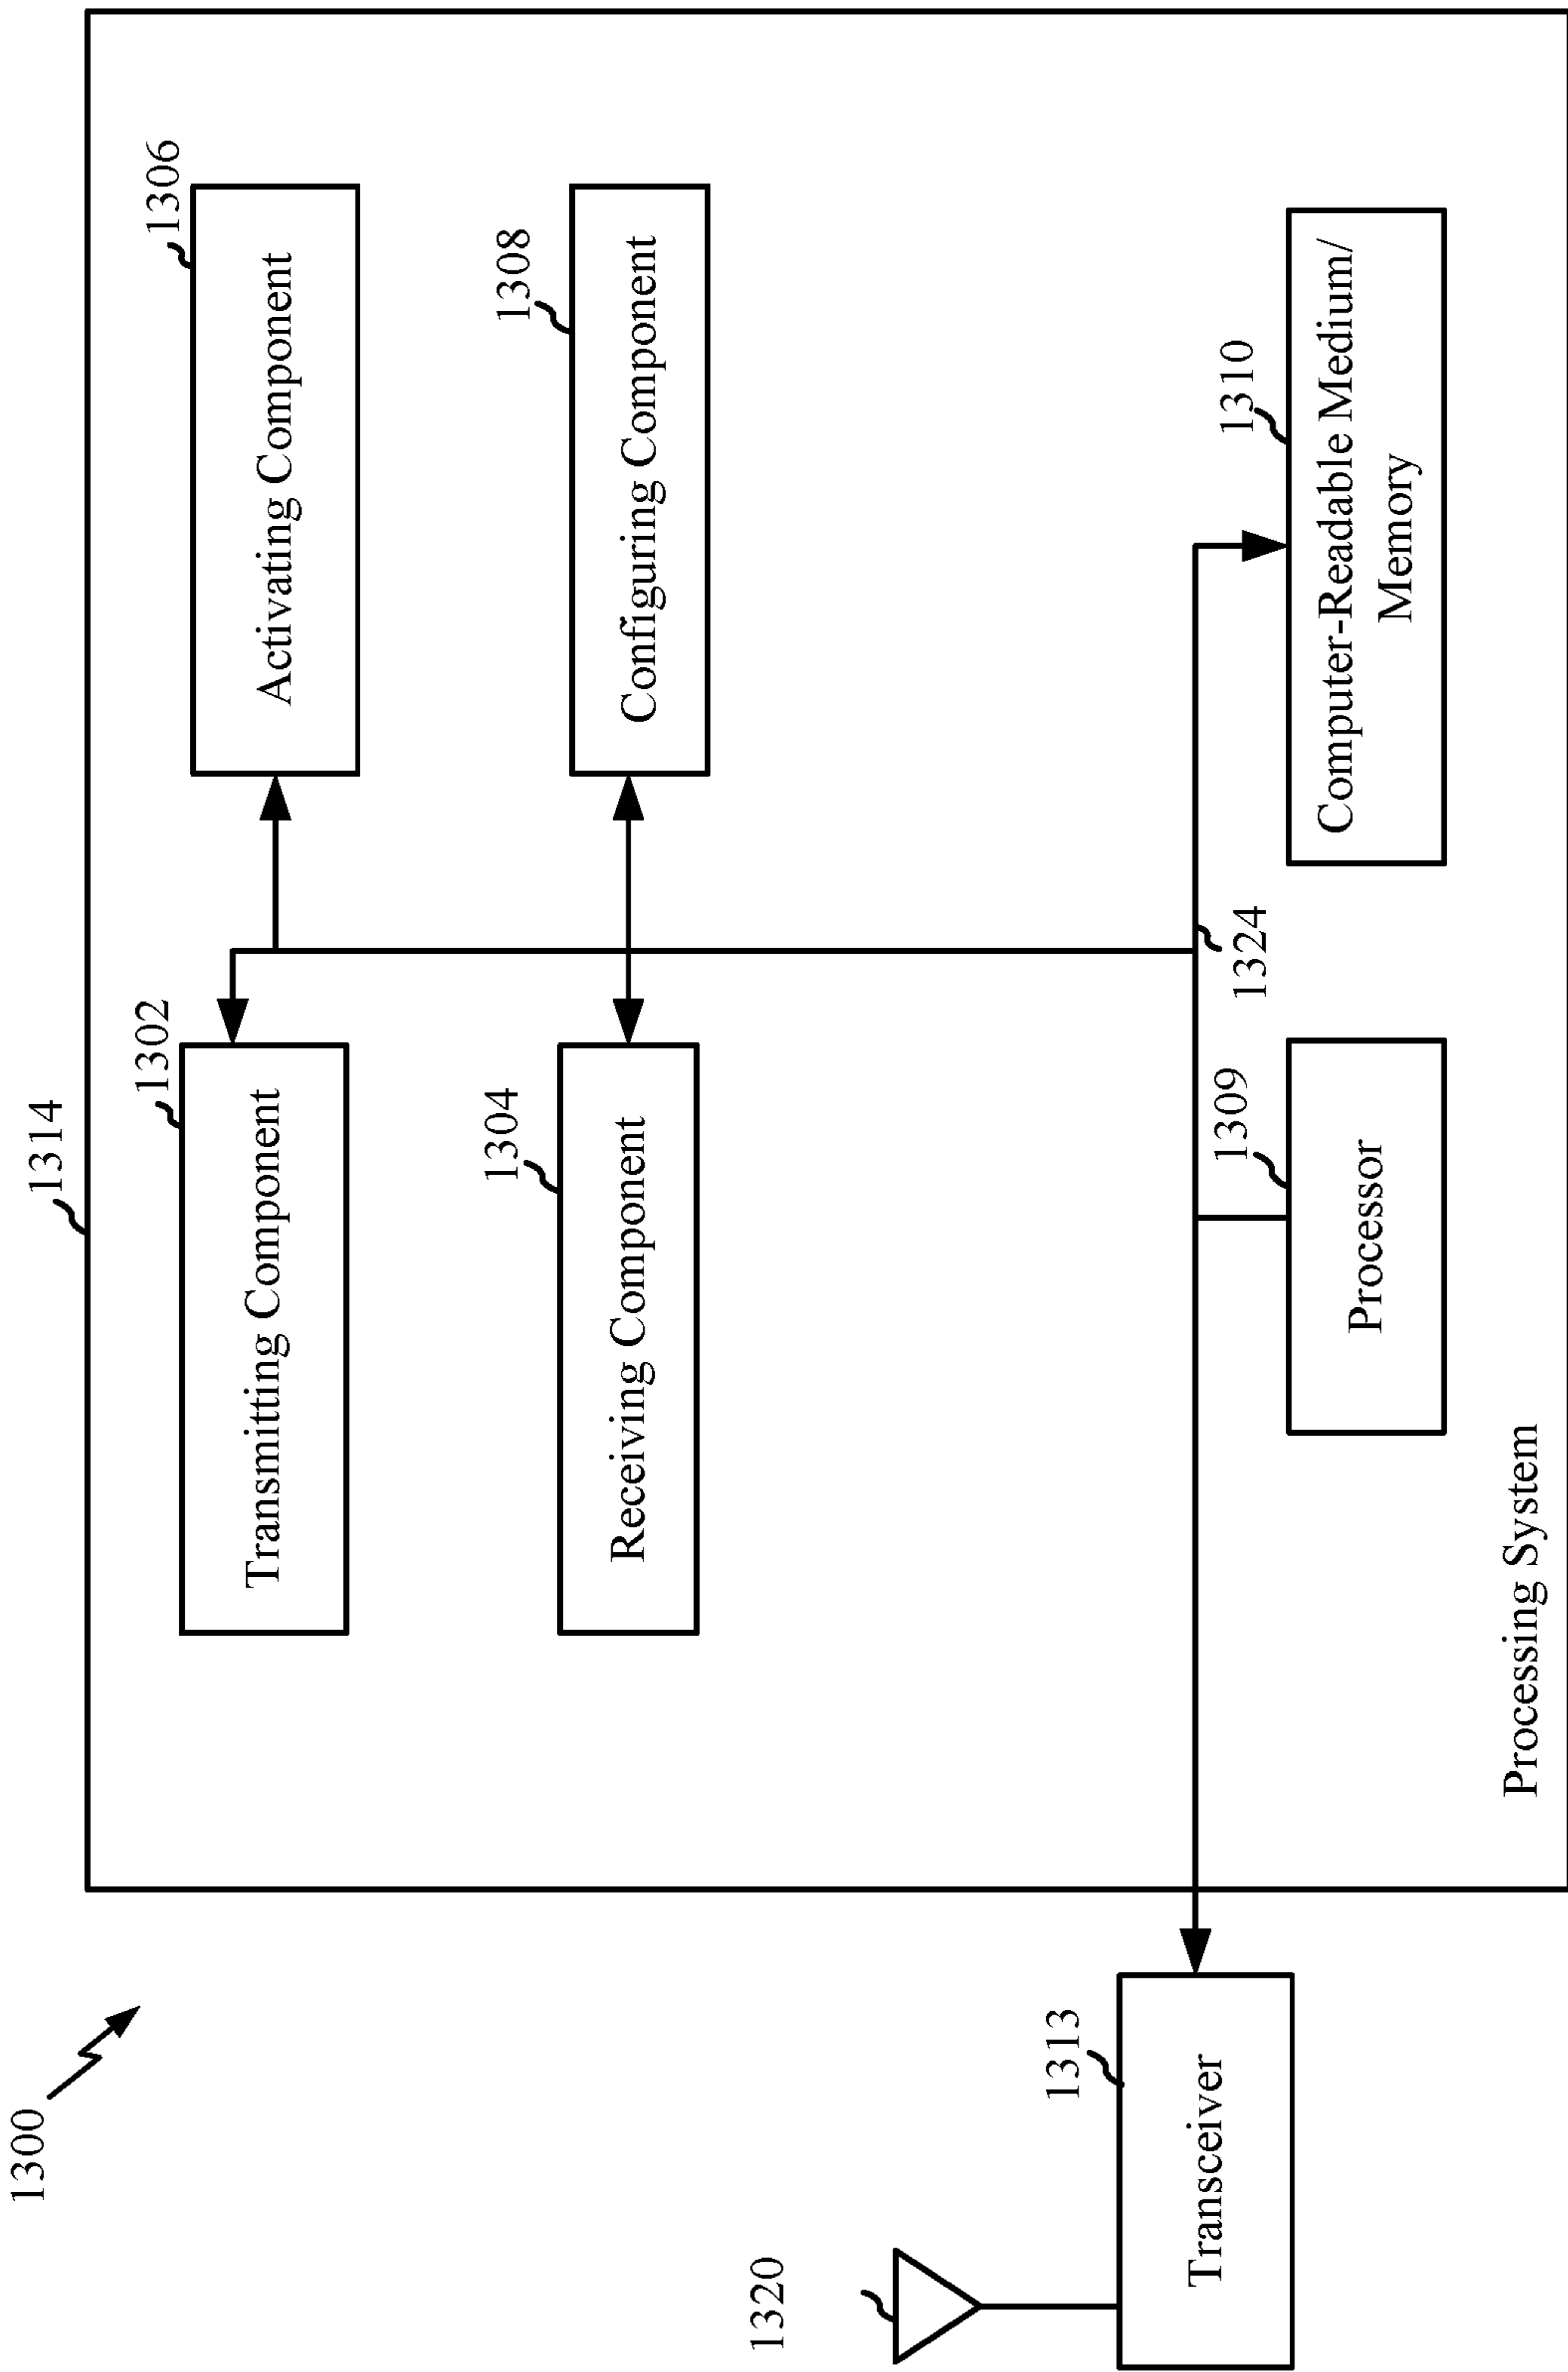 1300
1314
1302
Transmitting Component
1306
Activating Component
1304
Receiving Component
1308
Configuring Component
1320
1313
Transceiver
1324
1309
Processor
1310
Computer-Readable Medium/
Memory
Processing System